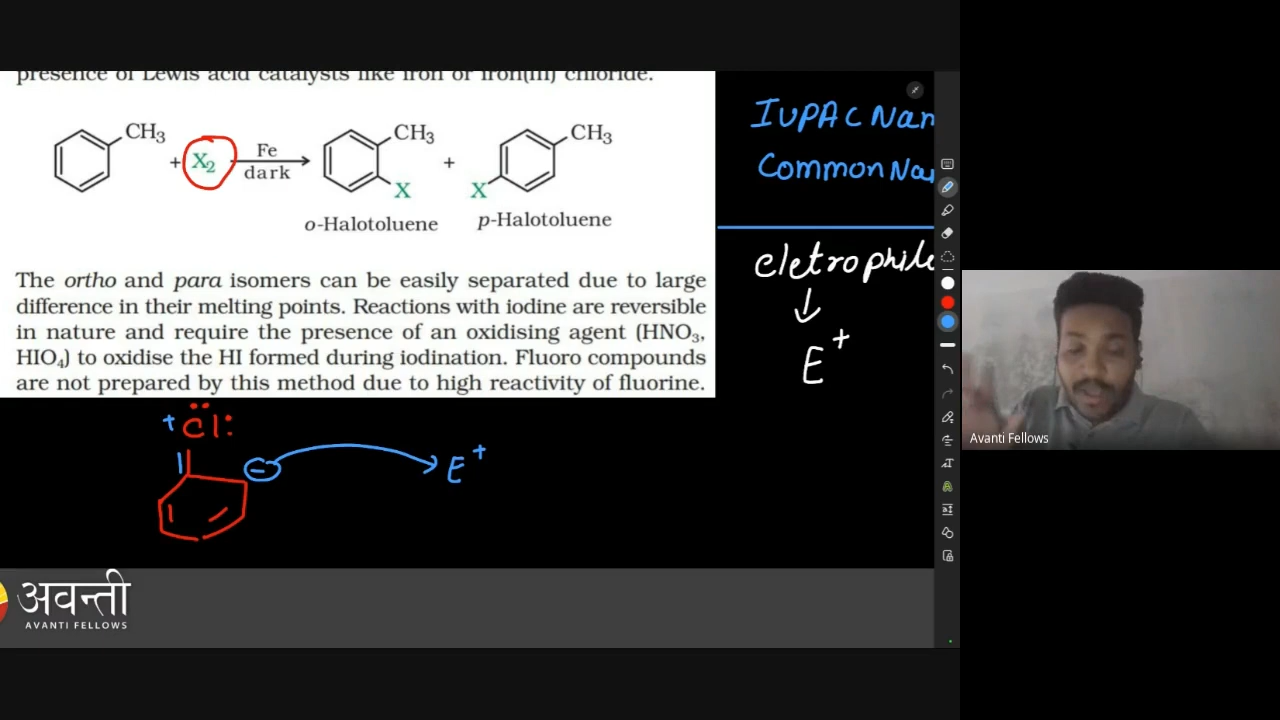 presence of Lewis acid catalysts like iron or iron(III) chloride.
CH₃ + X₂ Fe dark CH₃ X + CH₃ X
o-Halotoluene p-Halotoluene
The ortho and para isomers can be easily separated due to large
difference in their melting points. Reactions with iodine are reversible
in nature and require the presence of an oxidising agent (HNO₃,
HIO₄) to oxidise the HI formed during iodination. Fluoro compounds
are not prepared by this method due to high reactivity of fluorine.
IUPAC Nam
Common Na
eletrophile
E⁺
+ Cl
− E⁺
अवन्ती
AVANTI FELLOWS
Avanti Fellows